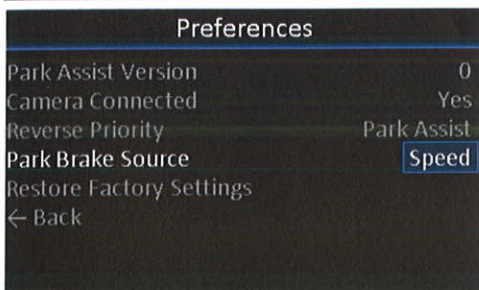 Preferences
Park Assist Version 0
Camera Connected Yes
Reverse Priority Park Assist
Park Brake Source Speed
Restore Factory Settings
← Back